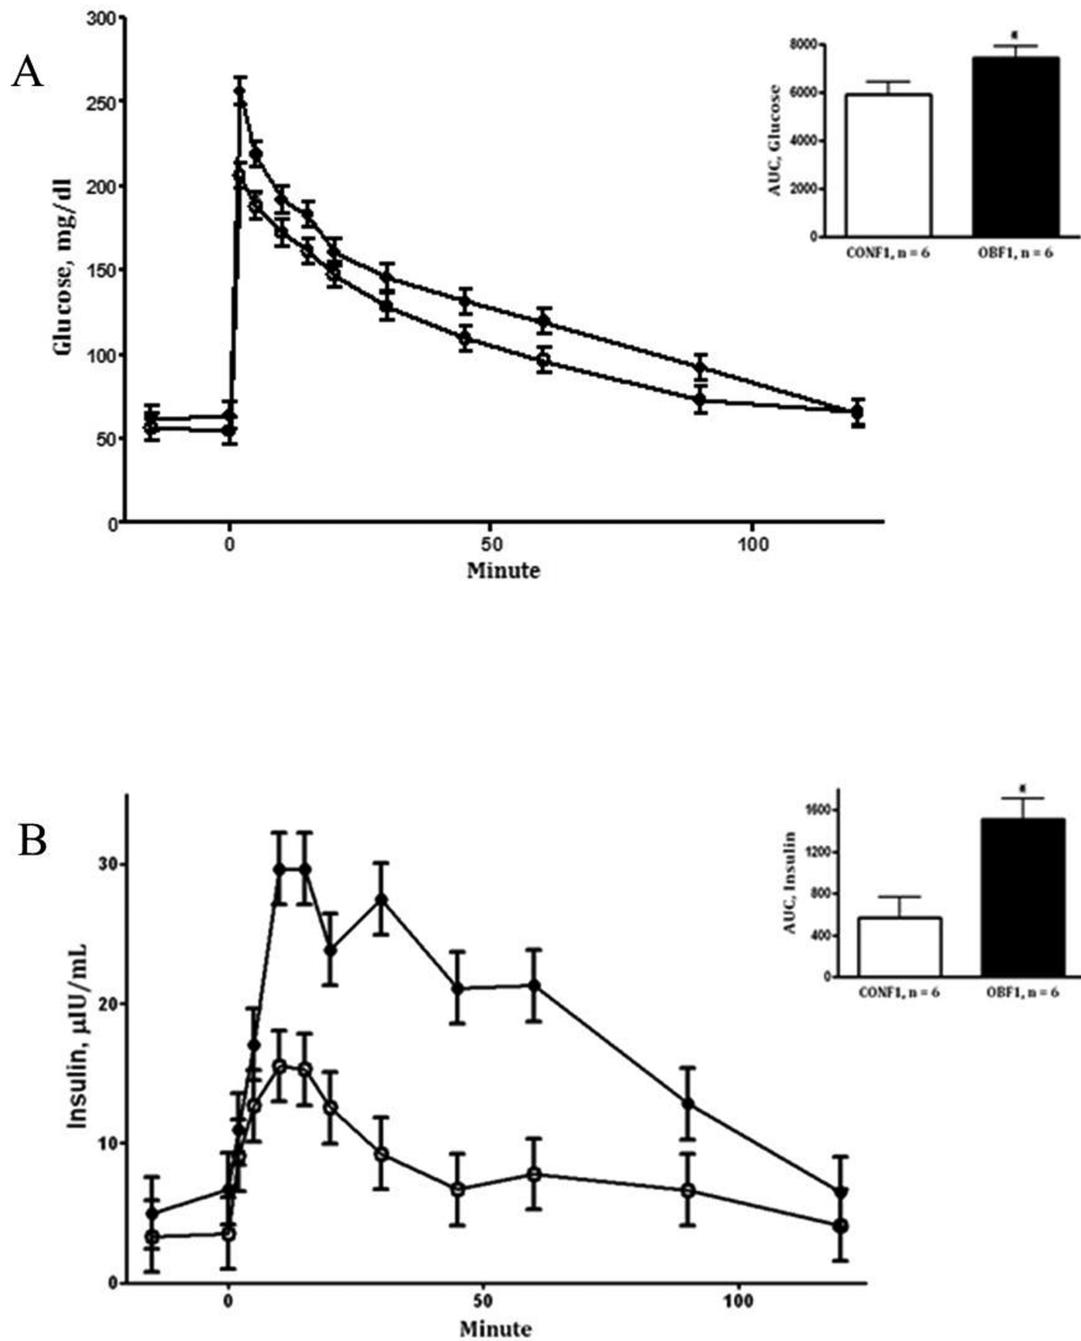 A
300
250
200
150
100
50
0
Glucose, mg/dl
0
50
100
Minute
8000
6000
4000
2000
0
AUC, Glucose
*
CONF1, n = 6
OBF1, n = 6
B
30
20
10
0
Insulin, µIU/mL
0
50
100
Minute
1600
1200
800
400
0
AUC, Insulin
*
CONF1, n = 6
OBF1, n = 6